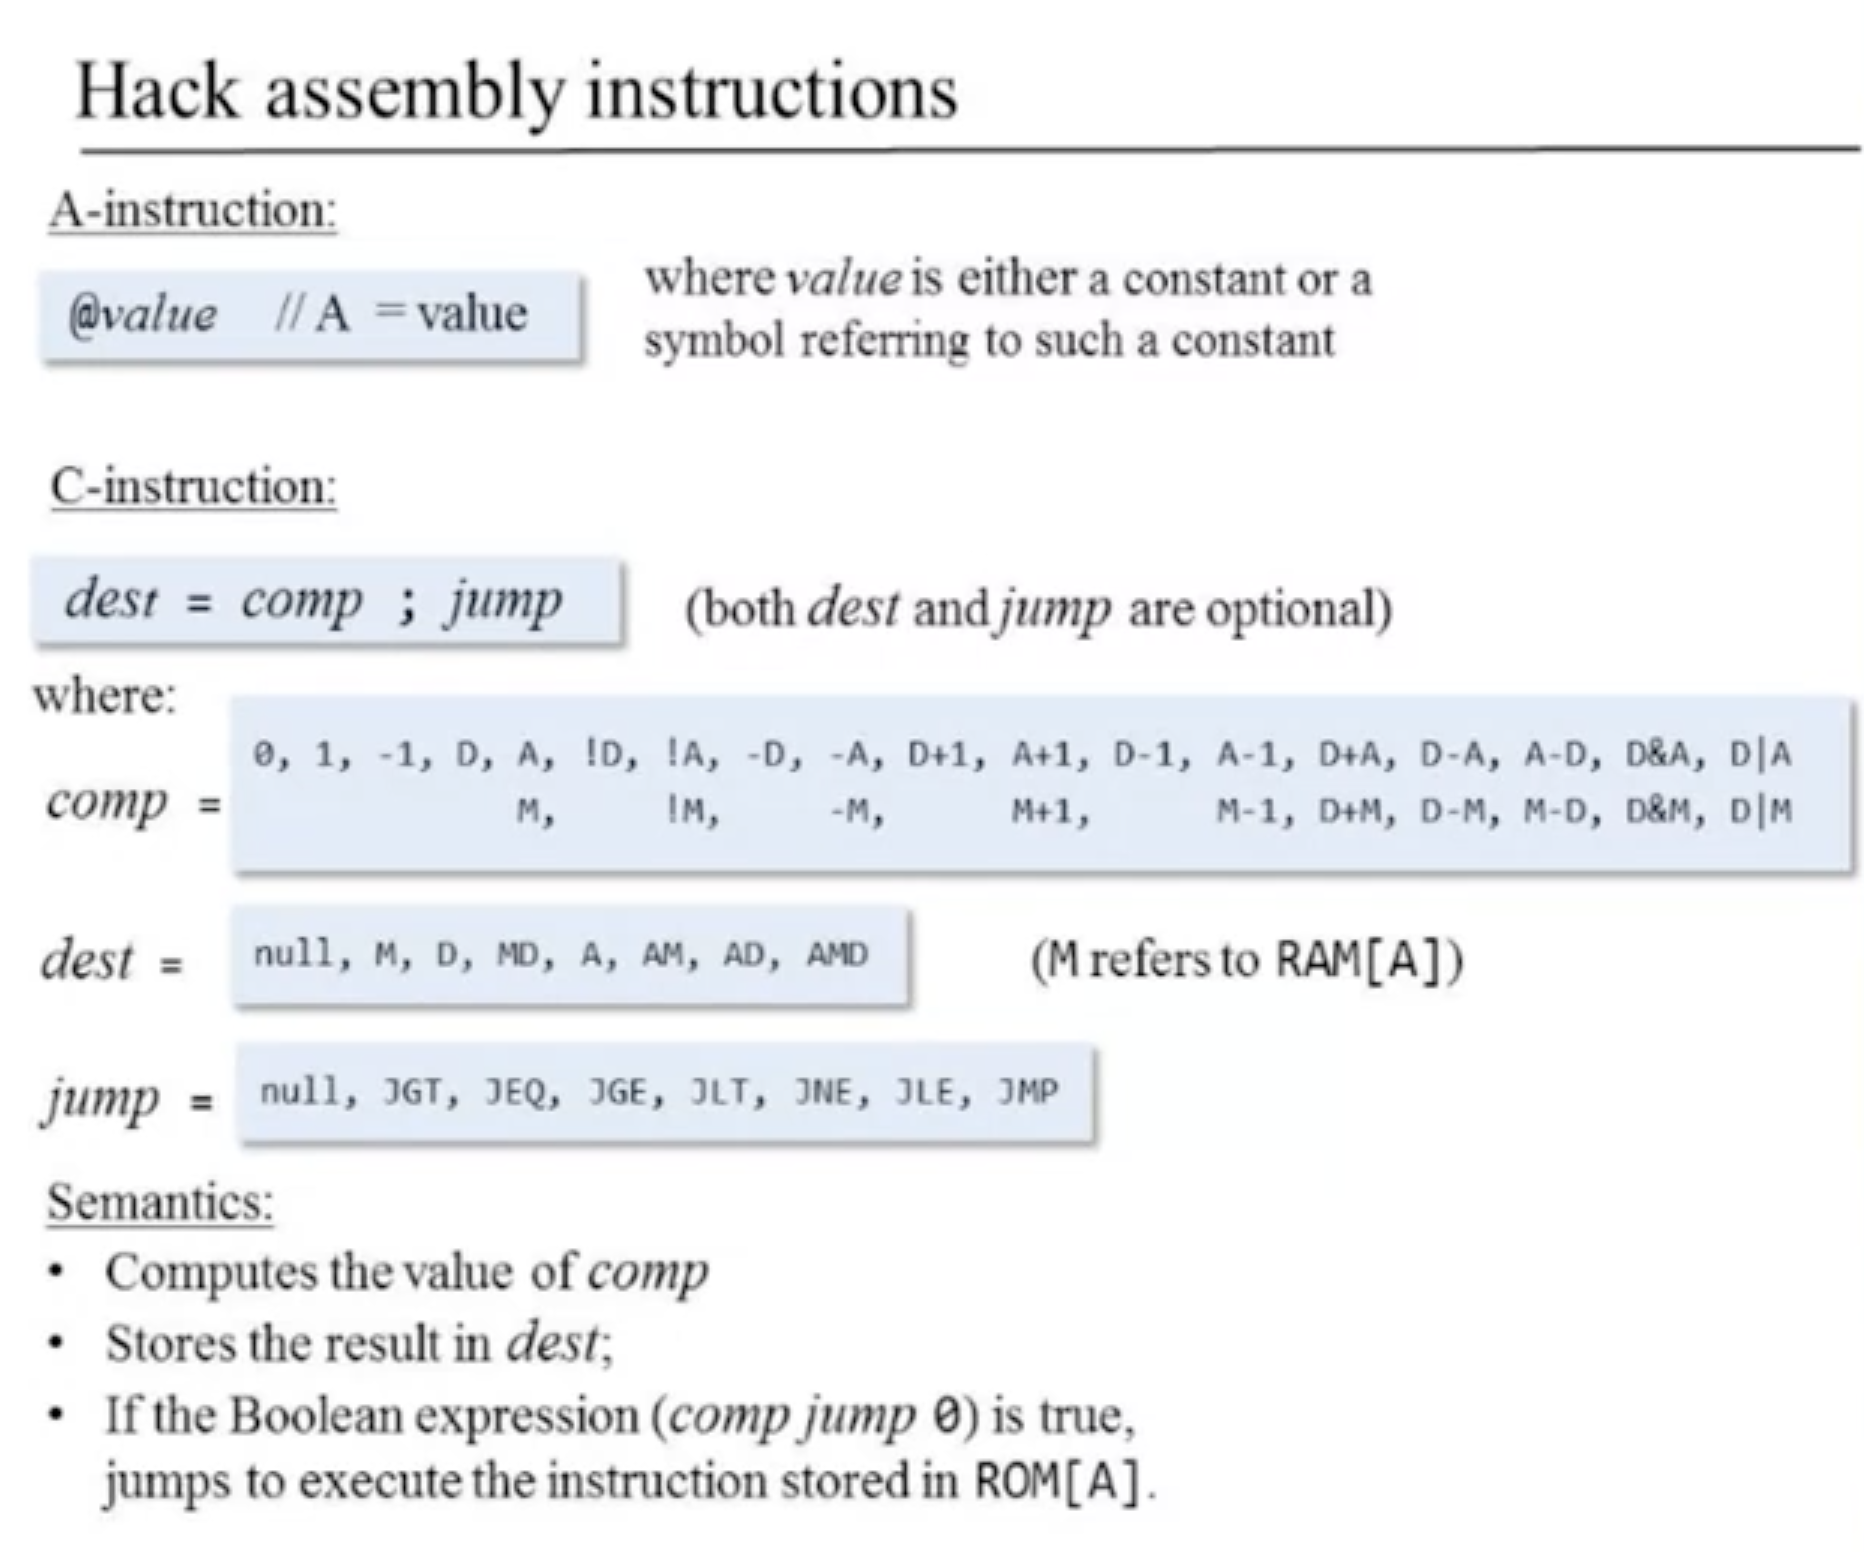 Hack assembly instructions
A-instruction:
@value // A = value
where value is either a constant or a
symbol referring to such a constant
C-instruction:
dest = comp ; jump
(both dest and jump are optional)
where:
comp =
0, 1, -1, D, A, !D, !A, -D, -A, D+1, A+1, D-1, A-1, D+A, D-A, A-D, D&A, D|A
M, !M, -M, M+1, M-1, D+M, D-M, M-D, D&M, D|M
dest = null, M, D, MD, A, AM, AD, AMD (M refers to RAM[A])
jump = null, JGT, JEQ, JGE, JLT, JNE, JLE, JMP
Semantics:
• Computes the value of comp
• Stores the result in dest;
• If the Boolean expression (comp jump 0) is true,
jumps to execute the instruction stored in ROM[A].